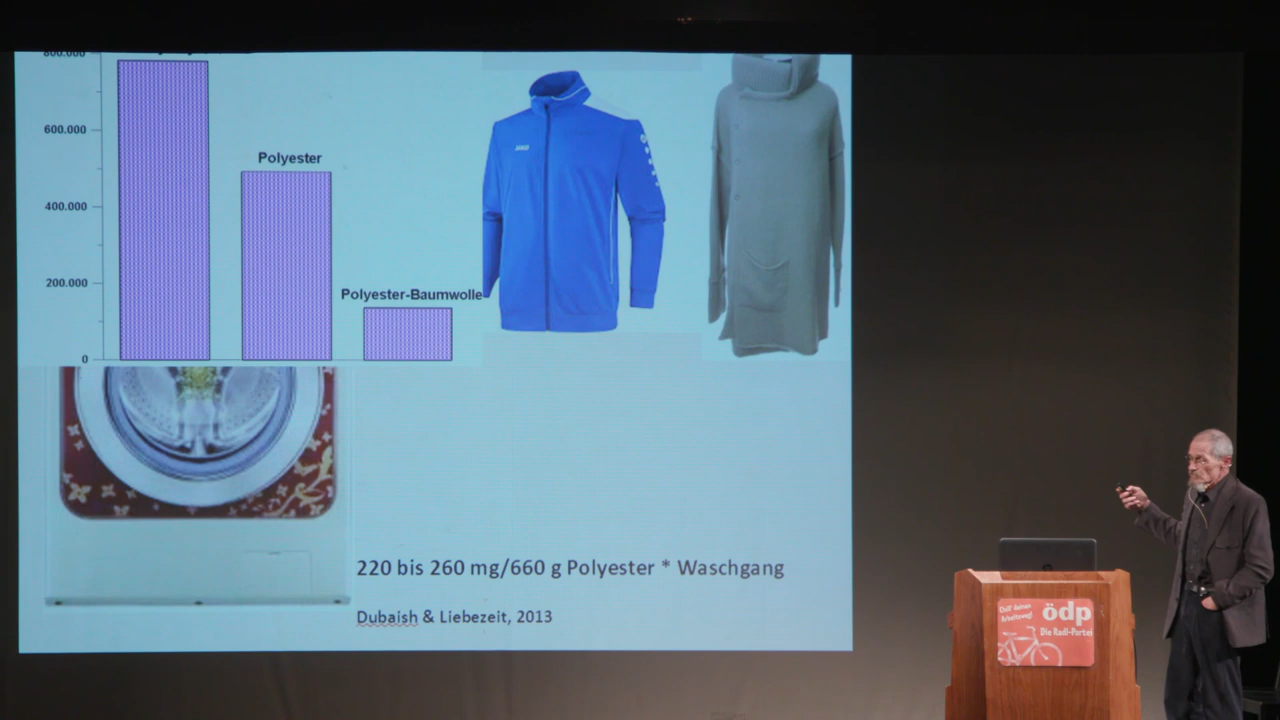 800.000
600.000
Polyester
400.000
200.000
Polyester-Baumwolle
0
JAKO
220 bis 260 mg/660 g Polyester * Waschgang
Dubaish & Liebezeit, 2013
ödp
Die Radl-Partei